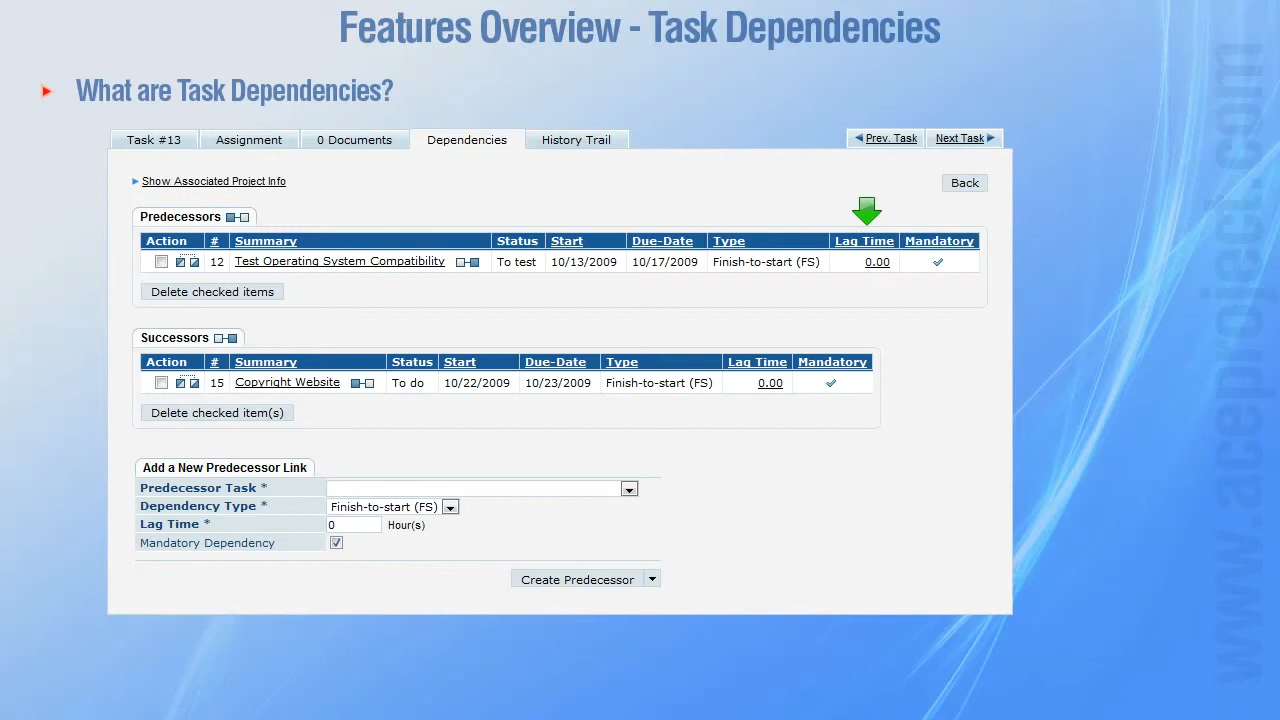 Features Overview - Task Dependencies
What are Task Dependencies?
Task #13 Assignment 0 Documents Dependencies History Trail Prev. Task Next Task
Show Associated Project Info Back
Predecessors
Action # Summary Status Start Due-Date Type Lag Time Mandatory
12 Test Operating System Compatibility To test 10/13/2009 10/17/2009 Finish-to-start (FS) 0.00
Delete checked items
Successors
Action # Summary Status Start Due-Date Type Lag Time Mandatory
15 Copyright Website To do 10/22/2009 10/23/2009 Finish-to-start (FS) 0.00
Delete checked item(s)
Add a New Predecessor Link
Predecessor Task *
Dependency Type * Finish-to-start (FS)
Lag Time * 0 Hour(s)
Mandatory Dependency
Create Predecessor
www.aceproject.com